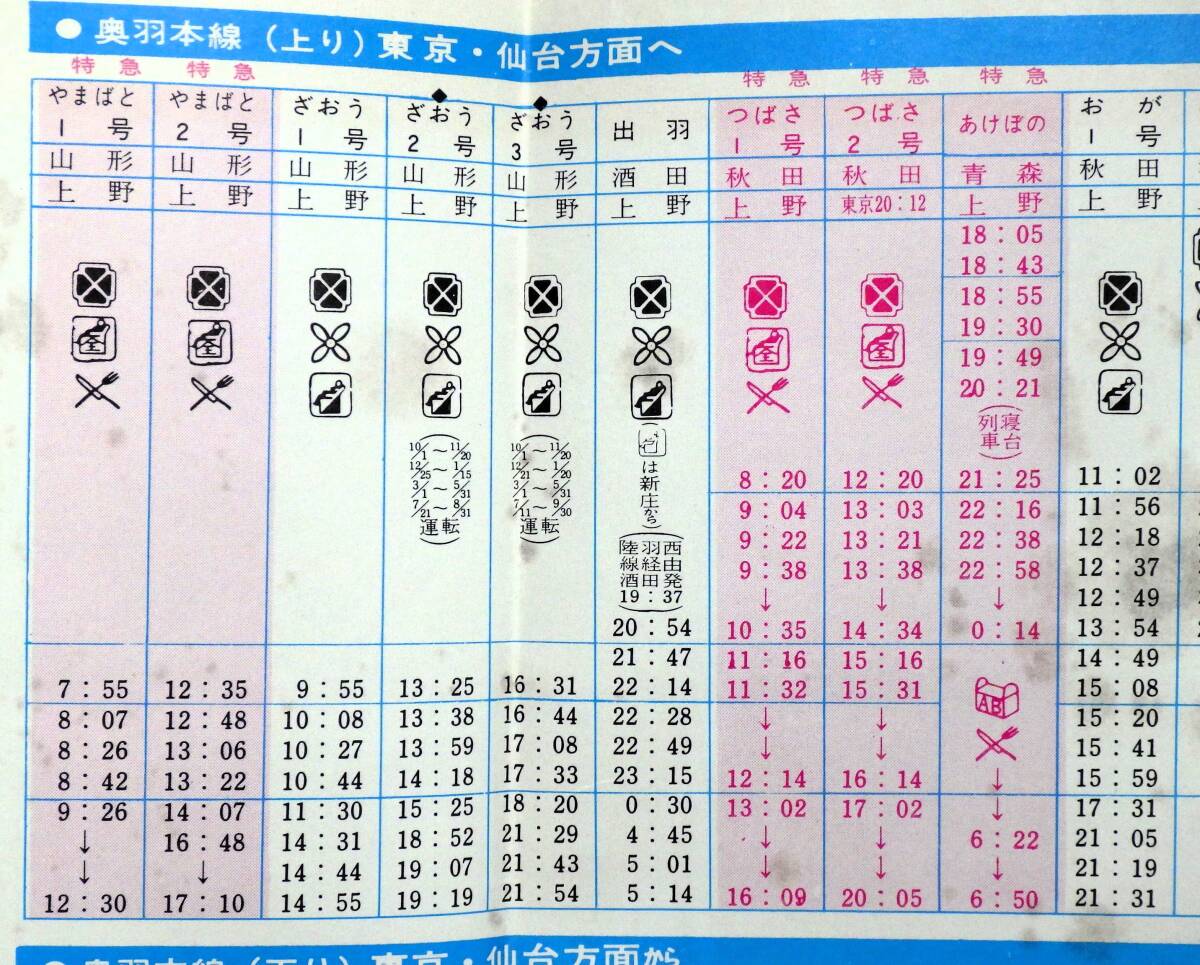 ● 奥羽本線（上り）東京・仙台方面へ
特急 特急 特急 特急 特急
やまばと やまばと ざおう ざおう ざおう 出羽 つばさ つばさ あけぼの おが
1号 2号 1号 2号 3号 1号 2号 1号
山形 山形 山形 山形 山形 酒田 秋田 秋田 青森 秋田
上野 上野 上野 上野 上野 上野 上野 東京20:12 上野 上野
18:05
18:43
18:55
19:30
19:49
20:21
（寝台列車）
10/1～11/20 10/1～11/20
12/25～1/15 12/21～1/20
3/1～5/31 3/1～5/31
7/21～8/31 7/11～9/30
運転 運転
は新庄から
陸羽西線経由酒田発19:37
8:20 12:20 21:25 11:02
9:04 13:03 22:16 11:56
9:22 13:21 22:38 12:18
9:38 13:38 22:58 12:37
↓ ↓ ↓ 12:49
20:54 10:35 14:34 0:14 13:54
21:47 11:16 15:16 14:49
7:55 12:35 9:55 13:25 16:31 22:14 11:32 15:31 15:08
8:07 12:48 10:08 13:38 16:44 22:28 ↓ ↓ 15:20
8:26 13:06 10:27 13:59 17:08 22:49 ↓ ↓ 15:41
8:42 13:22 10:44 14:18 17:33 23:15 12:14 16:14 ↓ 15:59
9:26 14:07 11:30 15:25 18:20 0:30 13:02 17:02 ↓ 17:31
↓ 16:48 14:31 18:52 21:29 4:45 ↓ ↓ 6:22 21:05
↓ ↓ 14:44 19:07 21:43 5:01 ↓ ↓ ↓ 21:19
12:30 17:10 14:55 19:19 21:54 5:14 16:09 20:05 6:50 21:31
● 奥羽本線（下り）東京・仙台方面から